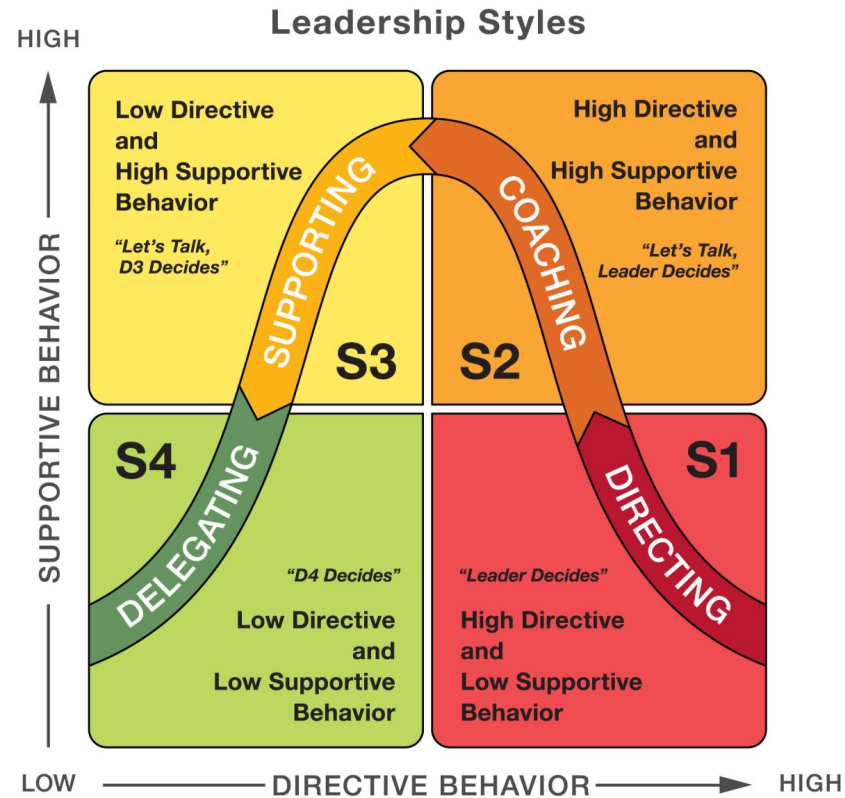 Leadership Styles
HIGH
SUPPORTIVE BEHAVIOR
Low Directive
and
High Supportive
Behavior
“Let’s Talk,
D3 Decides”
SUPPORTING
S3
High Directive
and
High Supportive
Behavior
“Let’s Talk,
Leader Decides”
COACHING
S2
S4
DELEGATING
“D4 Decides”
Low Directive
and
Low Supportive
Behavior
S1
DIRECTING
“Leader Decides”
High Directive
and
Low Supportive
Behavior
LOW
DIRECTIVE BEHAVIOR
HIGH